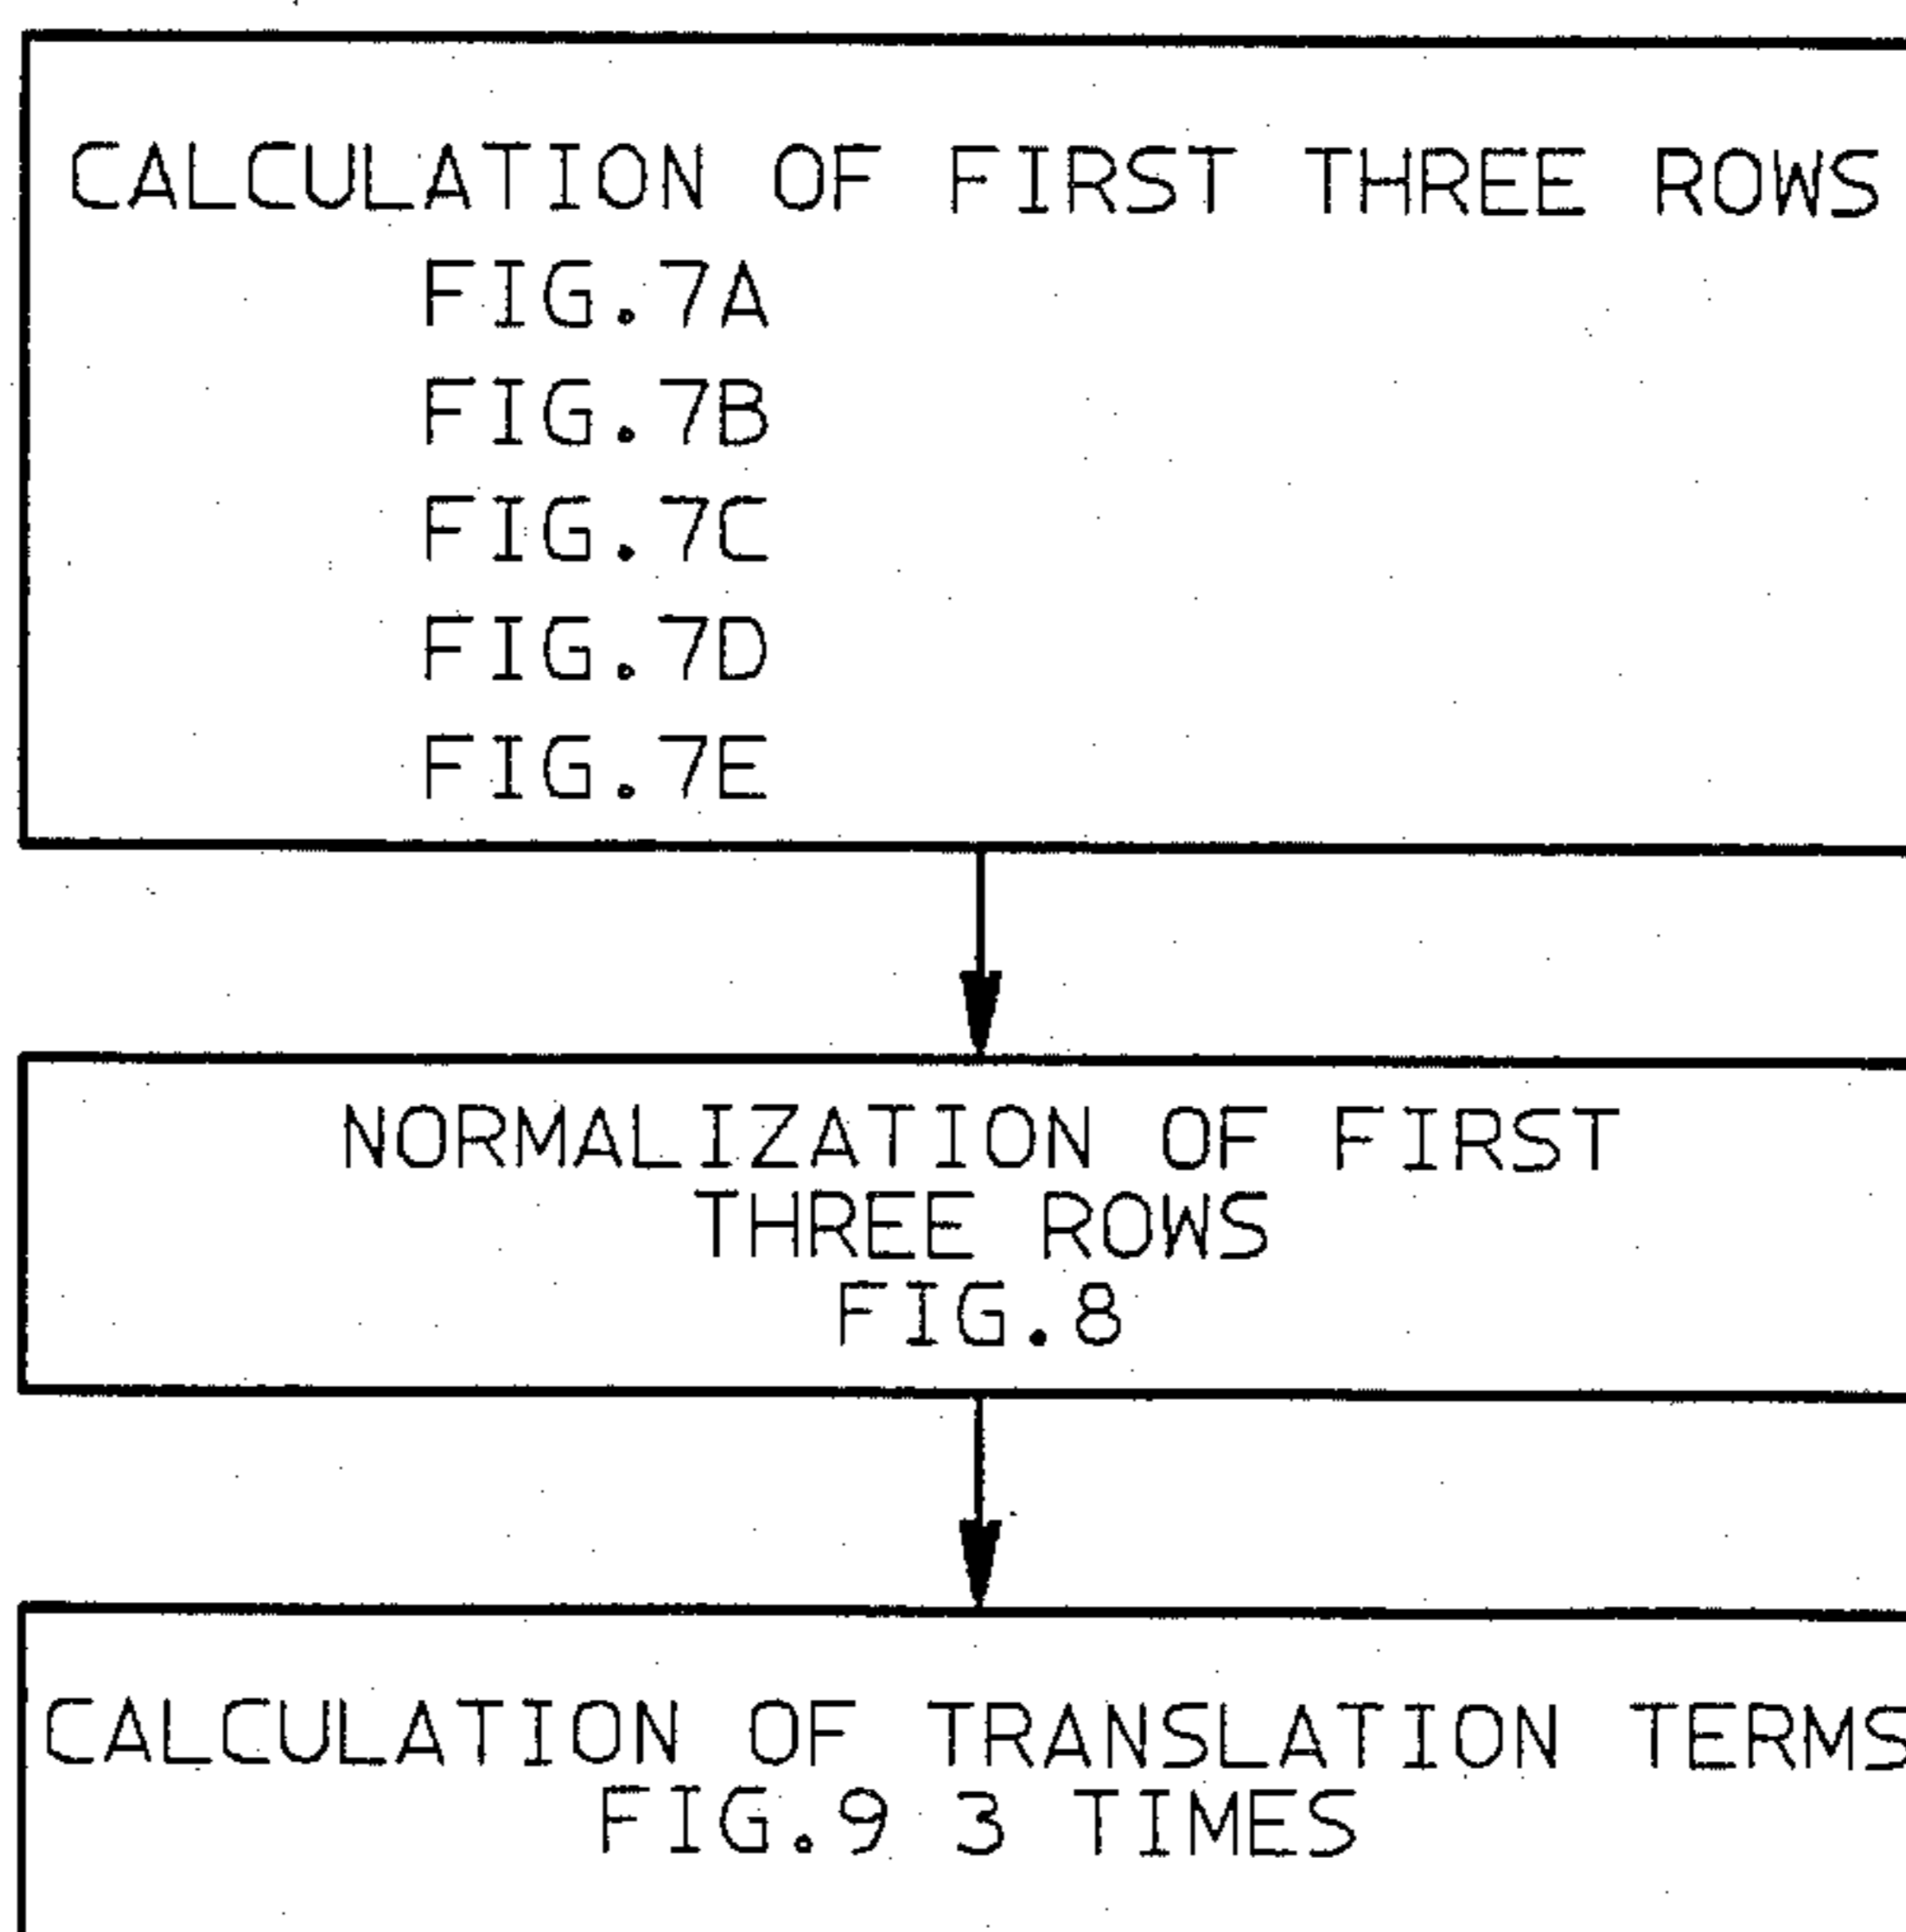 CALCULATION OF FIRST THREE ROWS
FIG.7A
FIG.7B
FIG.7C
FIG.7D
FIG.7E
NORMALIZATION OF FIRST
THREE ROWS
FIG.8
CALCULATION OF TRANSLATION TERMS
FIG.9 3 TIMES